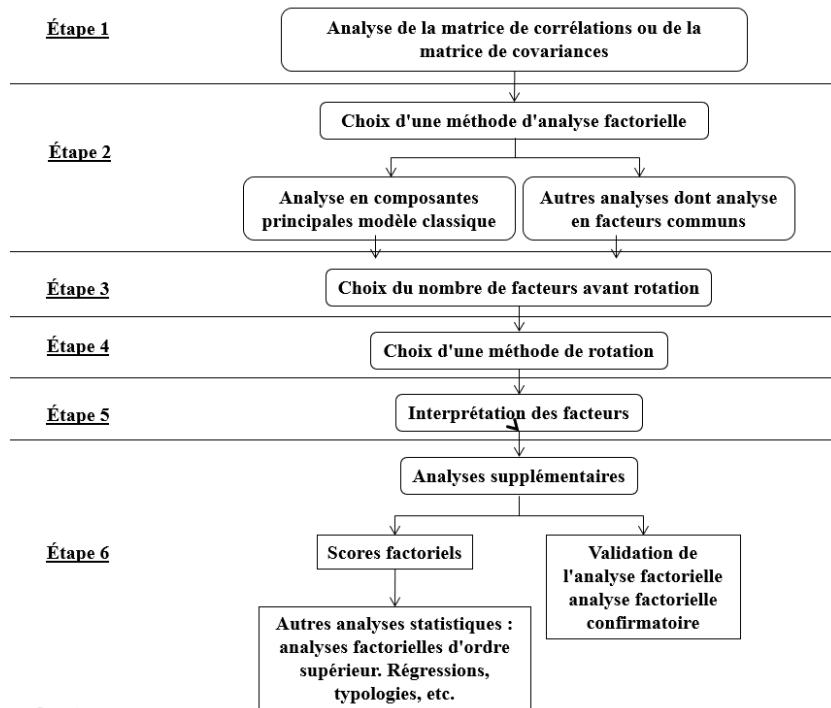 Étape 1
Analyse de la matrice de corrélations ou de la
matrice de covariances
Étape 2
Choix d'une méthode d'analyse factorielle
Analyse en composantes
principales modèle classique
Autres analyses dont analyse
en facteurs communs
Étape 3
Choix du nombre de facteurs avant rotation
Étape 4
Choix d'une méthode de rotation
Étape 5
Interprétation des facteurs
Étape 6
Analyses supplémentaires
Scores factoriels
Validation de
l'analyse factorielle
analyse factorielle
confirmatoire
Autres analyses statistiques :
analyses factorielles d'ordre
supérieur. Régressions,
typologies, etc.